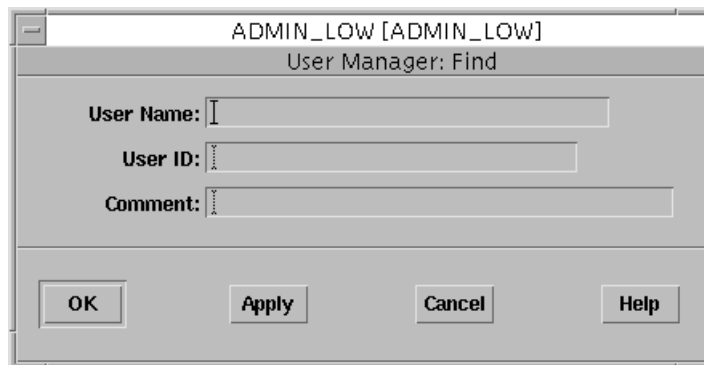 ADMIN_LOW [ADMIN_LOW]
User Manager: Find
User Name:
User ID:
Comment:
OK Apply Cancel Help